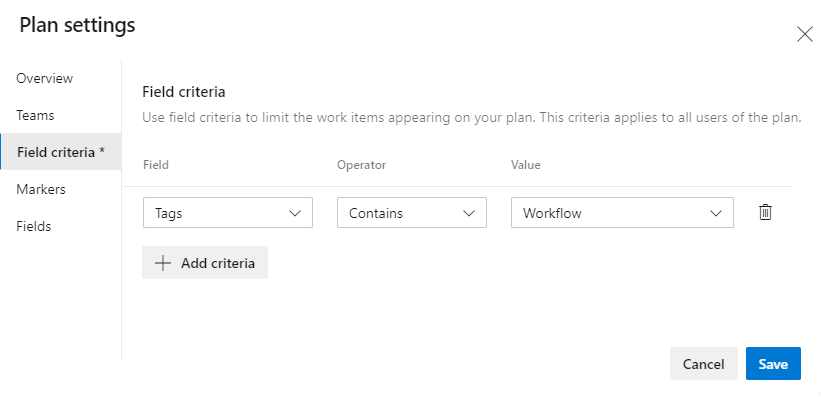 Plan settings
Overview
Teams
Field criteria *
Markers
Fields
Field criteria
Use field criteria to limit the work items appearing on your plan. This criteria applies to all users of the plan.
Field Operator Value
Tags Contains Workflow
Add criteria
Cancel Save